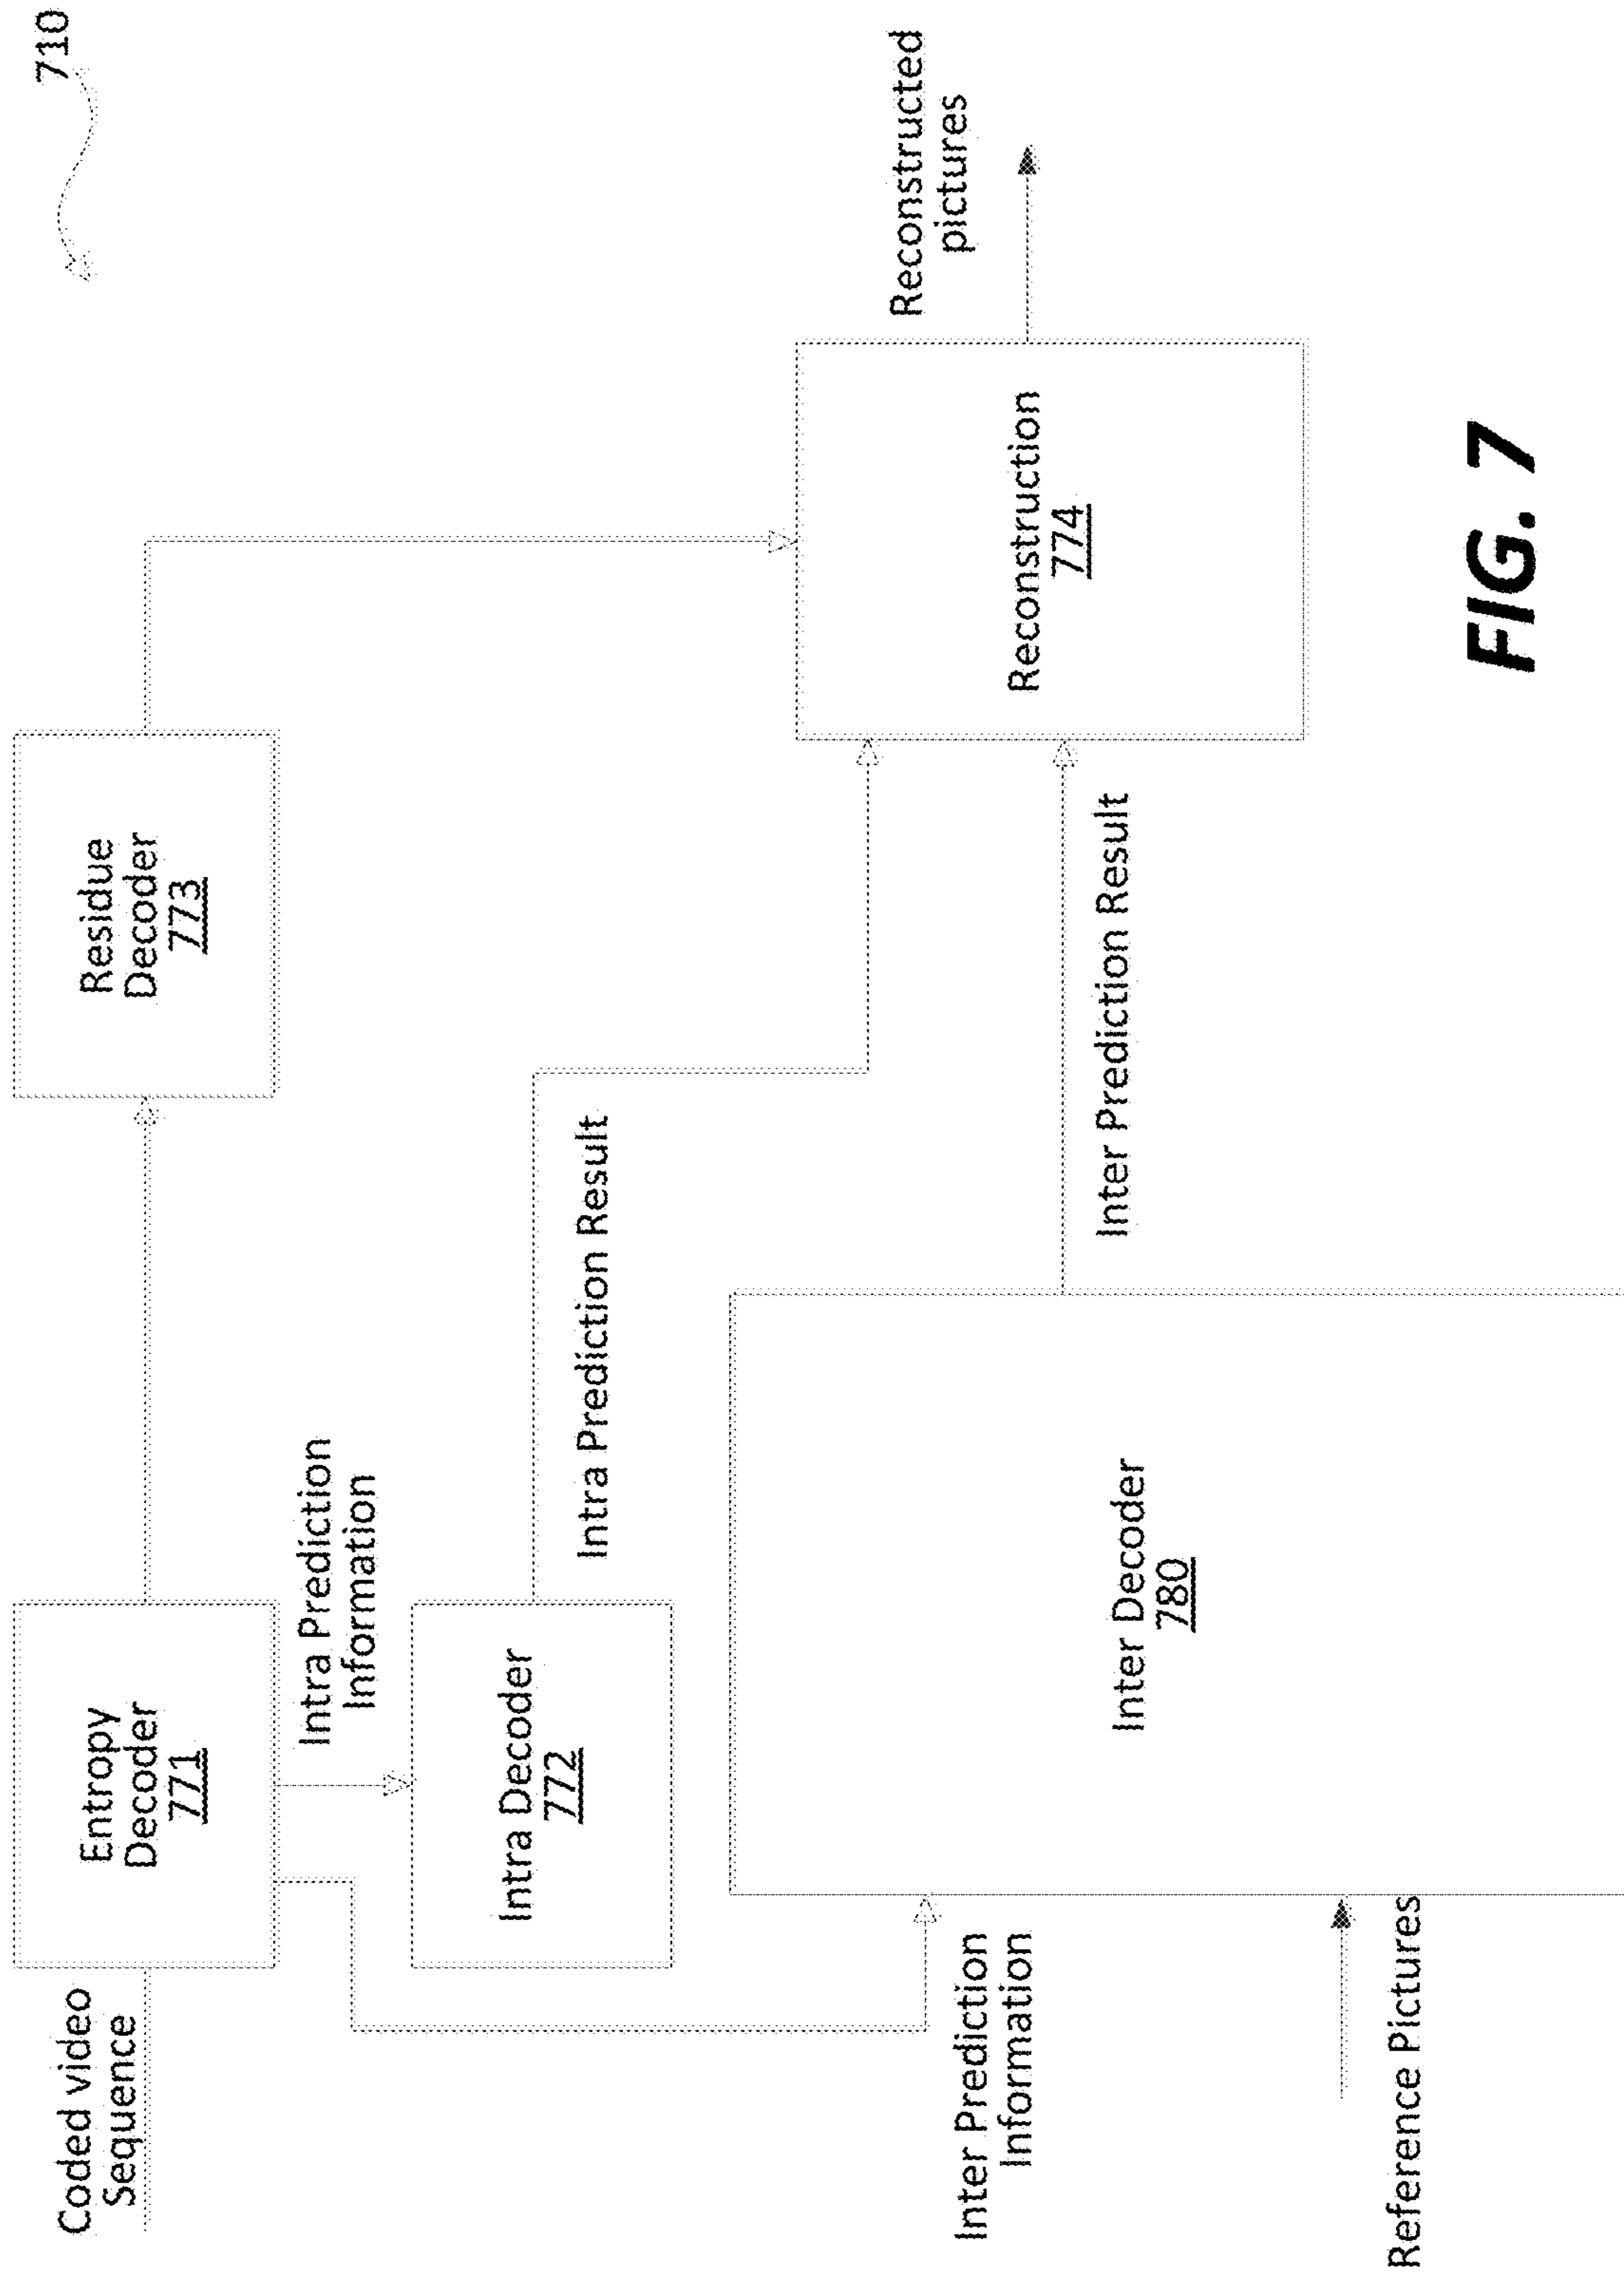 710
Coded video
Sequence
Entropy
Decoder
771
Residue
Decoder
773
Intra Prediction
Information
Intra Decoder
772
Intra Prediction Result
Reconstructed
pictures
Reconstruction
774
Inter Prediction
Information
Inter Decoder
780
Inter Prediction Result
Reference Pictures
FIG. 7